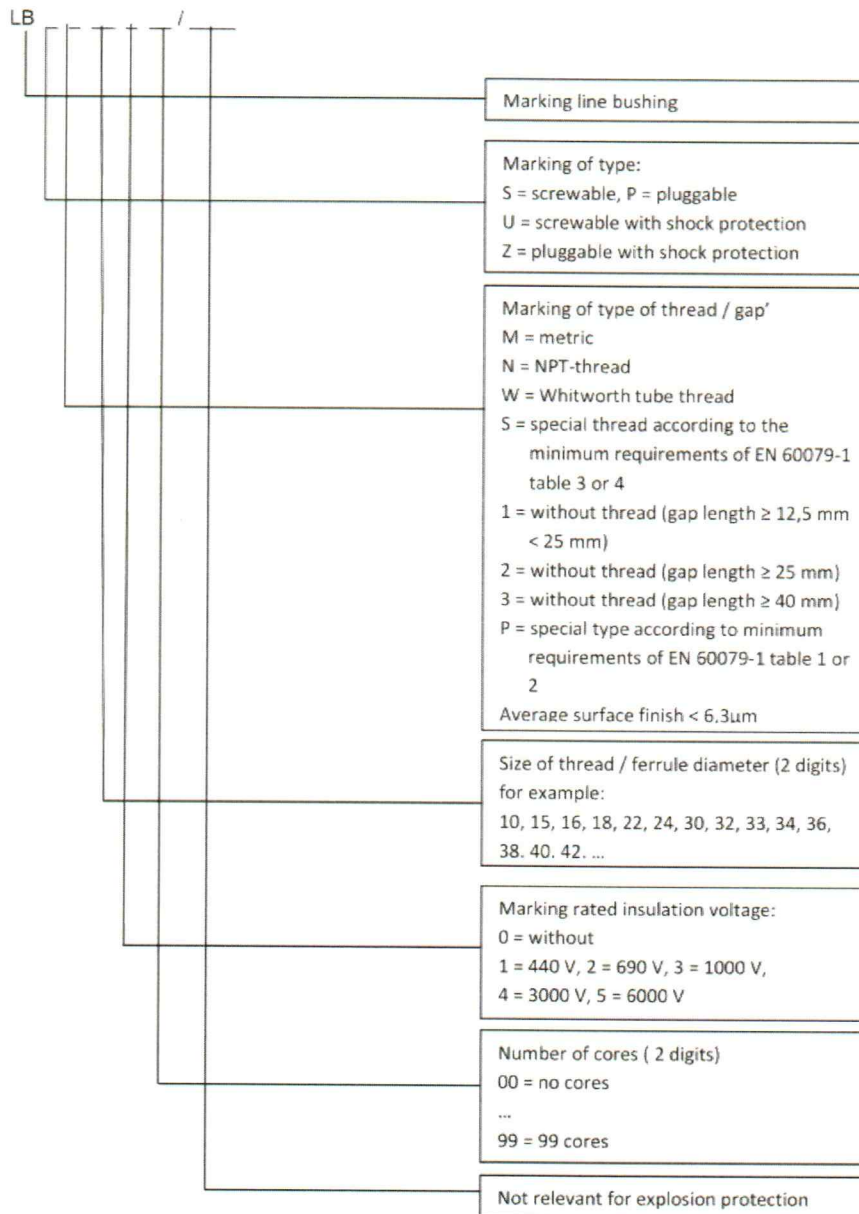 LB _ _ _ _ _ / __
Marking line bushing
Marking of type:
S = screwable, P = pluggable
U = screwable with shock protection
Z = pluggable with shock protection
Marking of type of thread / gap'
M = metric
N = NPT-thread
W = Whitworth tube thread
S = special thread according to the
minimum requirements of EN 60079-1
table 3 or 4
1 = without thread (gap length ≥ 12,5 mm
< 25 mm)
2 = without thread (gap length ≥ 25 mm)
3 = without thread (gap length ≥ 40 mm)
P = special type according to minimum
requirements of EN 60079-1 table 1 or
2
Average surface finish < 6.3µm
Size of thread / ferrule diameter (2 digits)
for example:
10, 15, 16, 18, 22, 24, 30, 32, 33, 34, 36,
38. 40. 42. ...
Marking rated insulation voltage:
0 = without
1 = 440 V, 2 = 690 V, 3 = 1000 V,
4 = 3000 V, 5 = 6000 V
Number of cores ( 2 digits)
00 = no cores
...
99 = 99 cores
Not relevant for explosion protection